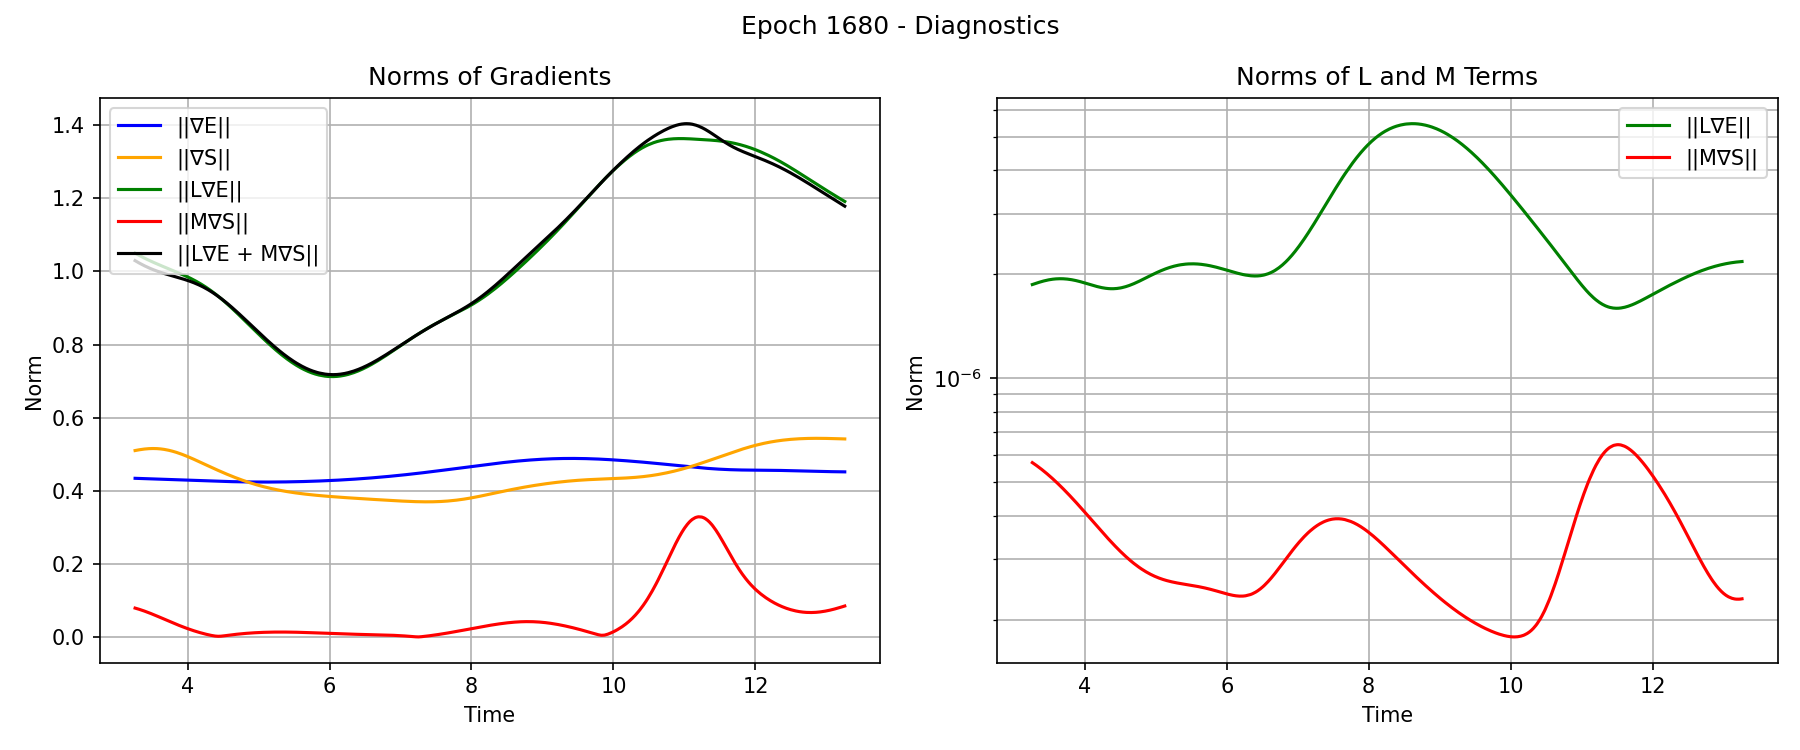 Epoch 1680 - Diagnostics
Norms of Gradients
Norm
1.4
1.2
1.0
0.8
0.6
0.4
0.2
0.0
||∇E||
||∇S||
||L∇E||
||M∇S||
||L∇E + M∇S||
4
6
8
10
12
Time
Norms of L and M Terms
Norm
10⁻⁶
||L∇E||
||M∇S||
4
6
8
10
12
Time